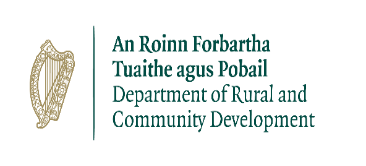 An Roinn Forbartha
Tuaithe agus Pobail
Department of Rural and
Community Development